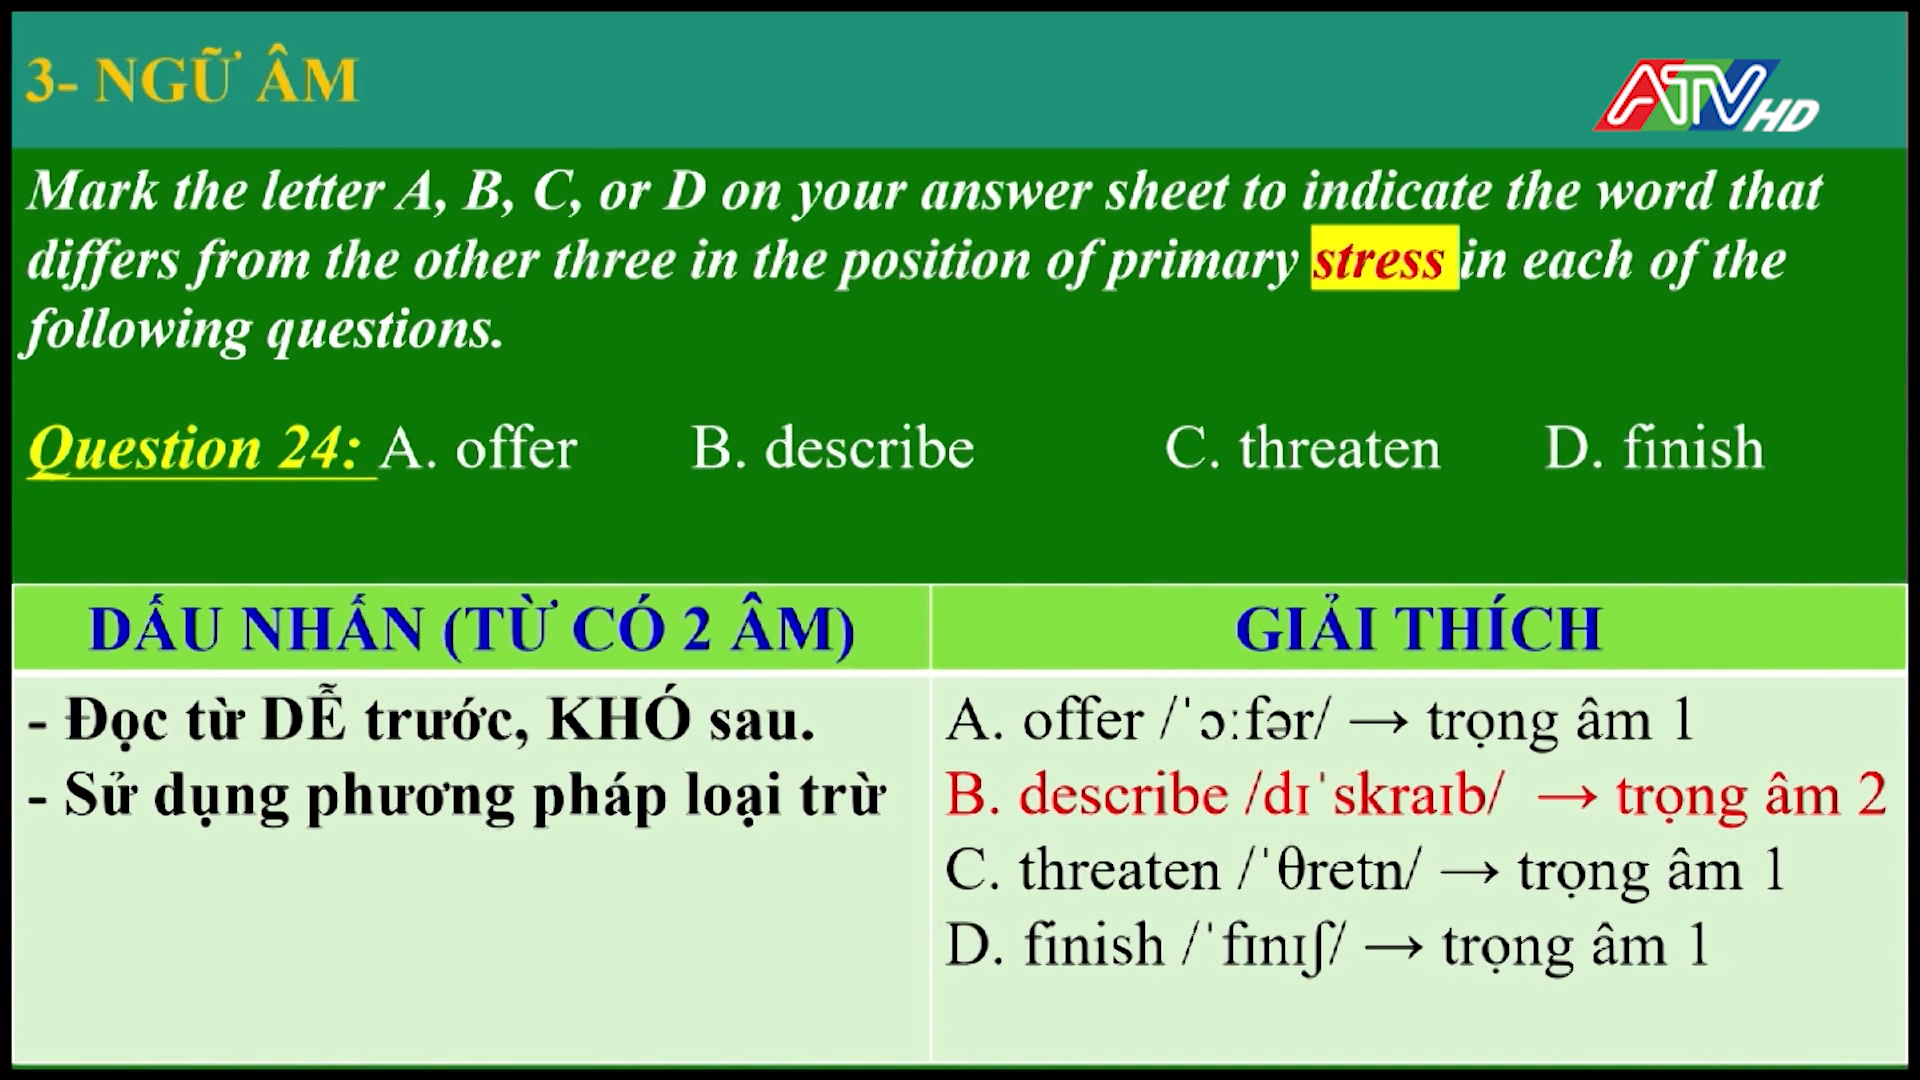 3- NGỮ ÂM
ATVHD
Mark the letter A, B, C, or D on your answer sheet to indicate the word that
differs from the other three in the position of primary stress in each of the
following questions.
Question 24: A. offer B. describe C. threaten D. finish
DẤU NHẤN (TỪ CÓ 2 ÂM)
GIẢI THÍCH
- Đọc từ DỄ trước, KHÓ sau.
- Sử dụng phương pháp loại trừ
A. offer /ˈɔːfər/ → trọng âm 1
B. describe /dɪˈskraɪb/ → trọng âm 2
C. threaten /ˈθretn/ → trọng âm 1
D. finish /ˈfɪnɪʃ/ → trọng âm 1